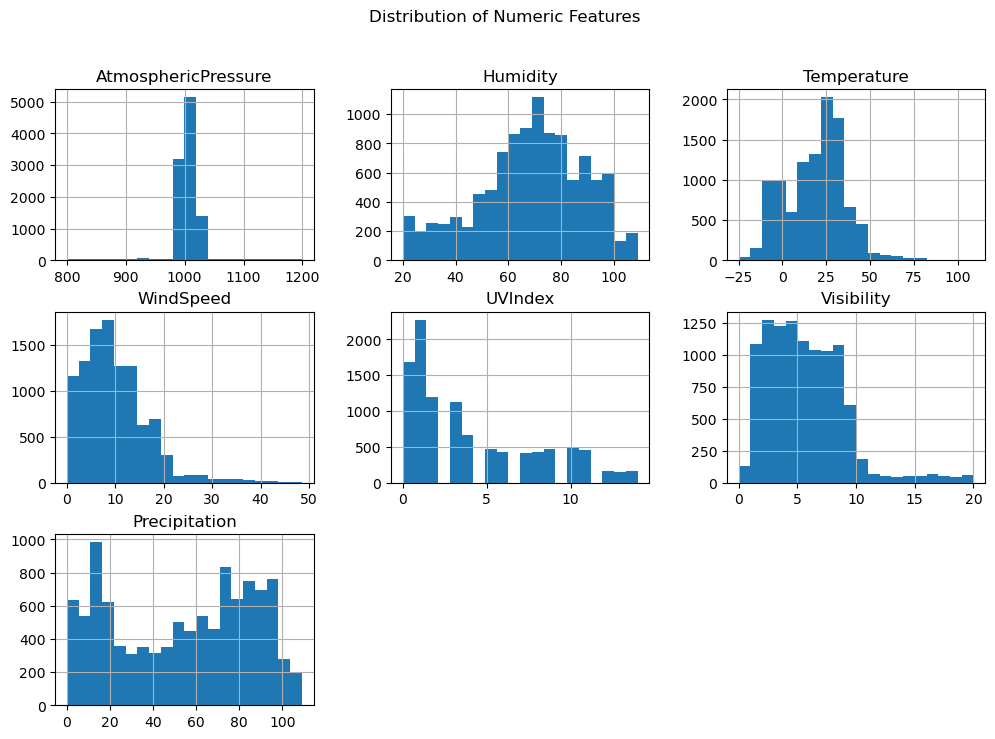 Distribution of Numeric Features
AtmosphericPressure
5000
4000
3000
2000
1000
0
800 900 1000 1100 1200
Humidity
1000
800
600
400
200
0
20 40 60 80 100
Temperature
2000
1500
1000
500
0
−25 0 25 50 75 100
WindSpeed
1500
1000
500
0
0 10 20 30 40 50
UVIndex
2000
1500
1000
500
0
0 5 10
Visibility
1250
1000
750
500
250
0
0 5 10 15 20
Precipitation
1000
800
600
400
200
0
0 20 40 60 80 100